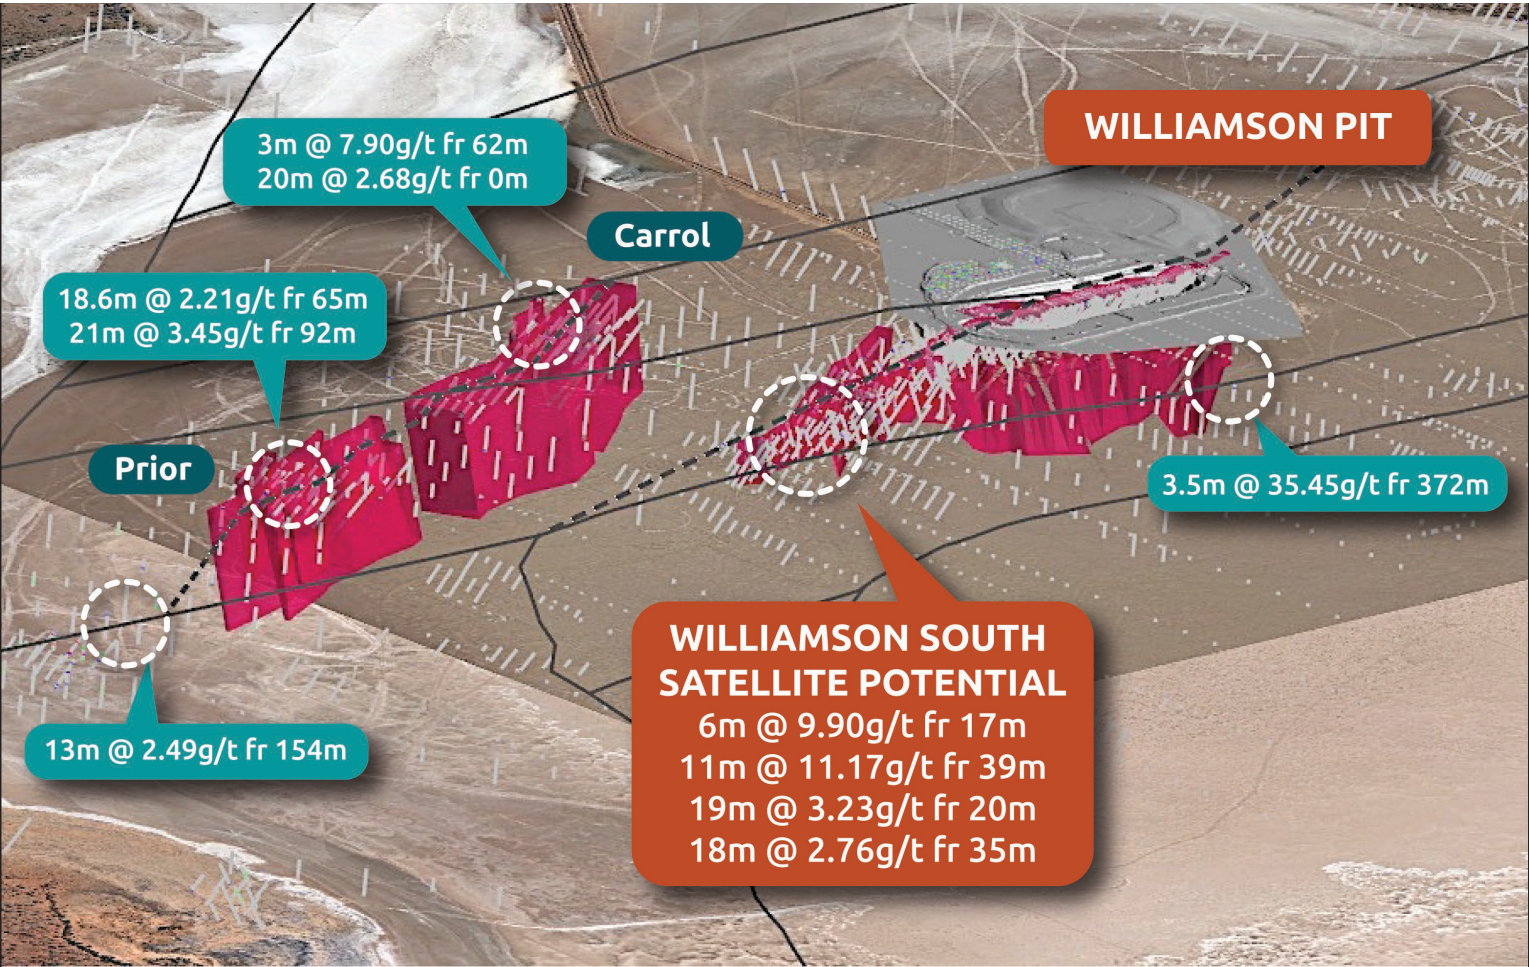 WILLIAMSON PIT
3m @ 7.90g/t fr 62m
20m @ 2.68g/t fr 0m
Carrol
18.6m @ 2.21g/t fr 65m
21m @ 3.45g/t fr 92m
Prior
3.5m @ 35.45g/t fr 372m
13m @ 2.49g/t fr 154m
WILLIAMSON SOUTH
SATELLITE POTENTIAL
6m @ 9.90g/t fr 17m
11m @ 11.17g/t fr 39m
19m @ 3.23g/t fr 20m
18m @ 2.76g/t fr 35m